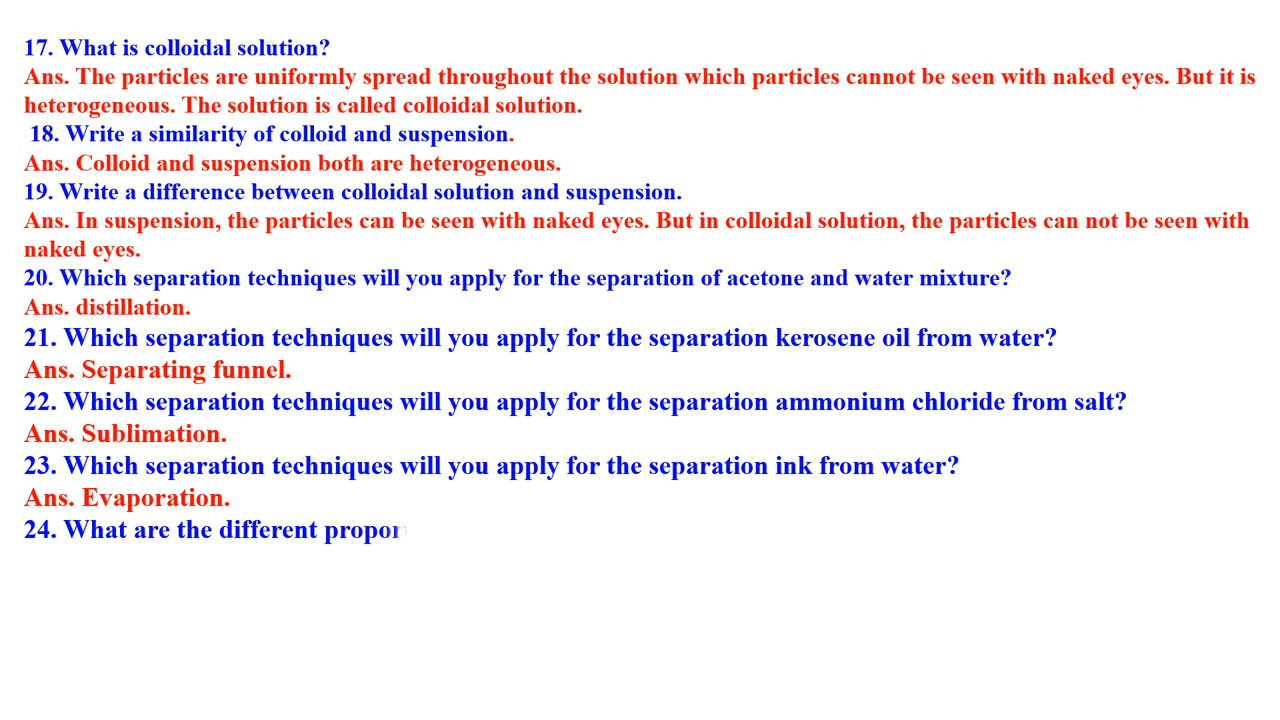 17. What is colloidal solution?
Ans. The particles are uniformly spread throughout the solution which particles cannot be seen with naked eyes. But it is
heterogeneous. The solution is called colloidal solution.
18. Write a similarity of colloid and suspension.
Ans. Colloid and suspension both are heterogeneous.
19. Write a difference between colloidal solution and suspension.
Ans. In suspension, the particles can be seen with naked eyes. But in colloidal solution, the particles can not be seen with
naked eyes.
20. Which separation techniques will you apply for the separation of acetone and water mixture?
Ans. distillation.
21. Which separation techniques will you apply for the separation kerosene oil from water?
Ans. Separating funnel.
22. Which separation techniques will you apply for the separation ammonium chloride from salt?
Ans. Sublimation.
23. Which separation techniques will you apply for the separation ink from water?
Ans. Evaporation.
24. What are the different